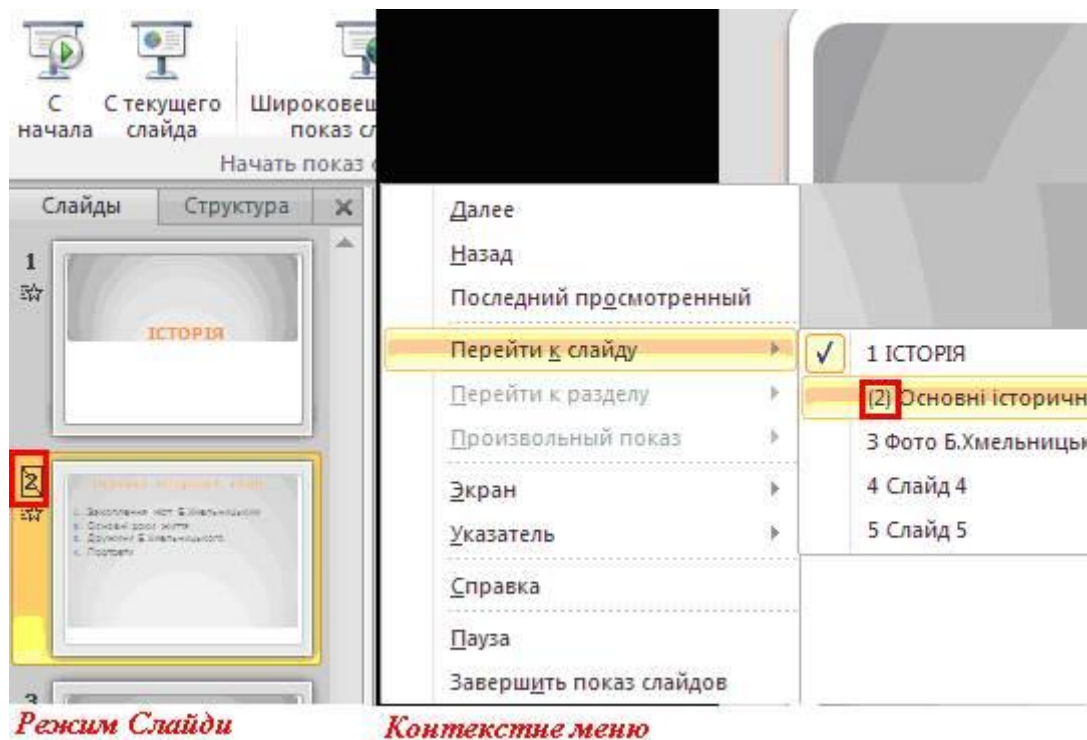 С начала
С текущего слайда
Широковещ
показ сл
Начать показ с
Слайды Структура
1
ІСТОРІЯ
2
3
Далее
Назад
Последний просмотренный
Перейти к слайду
Перейти к разделу
Произвольный показ
Экран
Указатель
Справка
Пауза
Завершить показ слайдов
1 ІСТОРІЯ
(2) Основні історичн
3 Фото Б.Хмельницьк
4 Слайд 4
5 Слайд 5
Режим Слайди
Контекстне меню